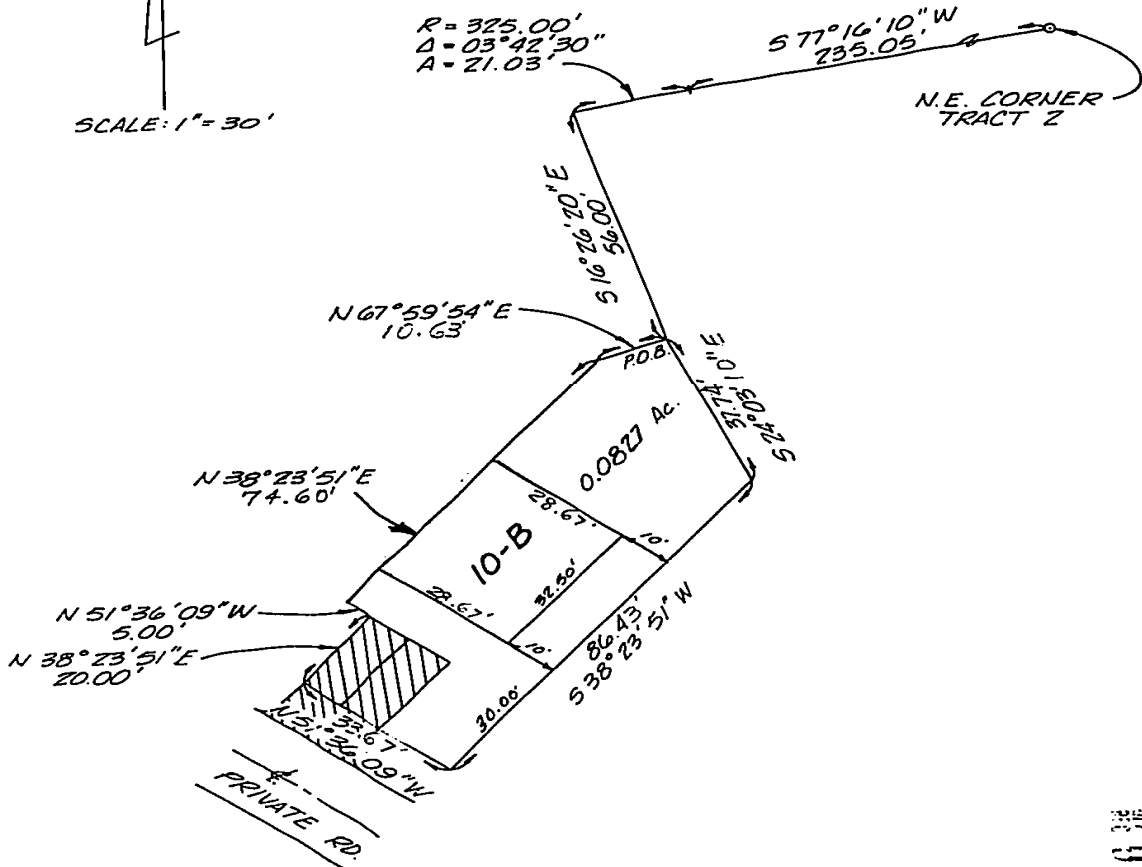 R = 325.00'
Δ = 03°42'30"
A = 21.03'
S 77°16'10" W
235.05'
N.E. CORNER
TRACT 2
SCALE: 1" = 30'
S 16°26'20" E
56.00'
N 67°59'54" E
10.63'
P.O.B.
S 24°03'10" E
37.74'
0.0827 Ac.
N 38°23'51" E
74.60'
28.67'
10'
10-B
32.50'
28.67'
10'
86.43'
S 38°23'51" W
N 51°36'09" W
5.00'
N 38°23'51" E
20.00'
30.00'
33.67'
N 51°36.09" W
PRIVATE RD.